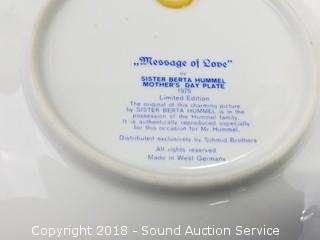 „Message of Love”
by
SISTER BERTA HUMMEL
MOTHER'S DAY PLATE
1975
Limited Edition
The original of this charming picture
by SISTER BERTA HUMMEL is in the
possession of the Hummel family.
It is authentically reproduced especially
for this occasion for Mr. Hummel.
Distributed exclusively by Schmid Brothers
All rights reserved
Made in West Germany
Copyright 2018 - Sound Auction Service